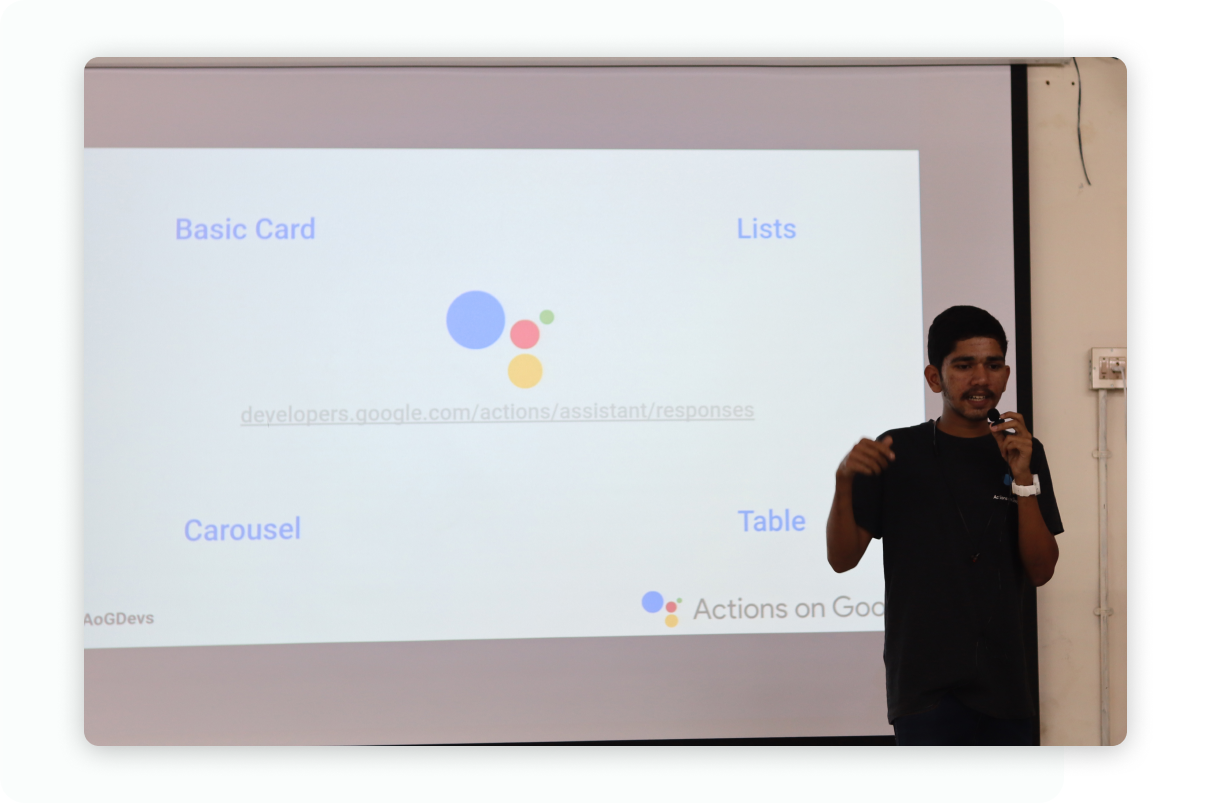 Basic Card
Lists
developers.google.com/actions/assistant/responses
Carousel
Table
AoGDevs
Actions on Goo